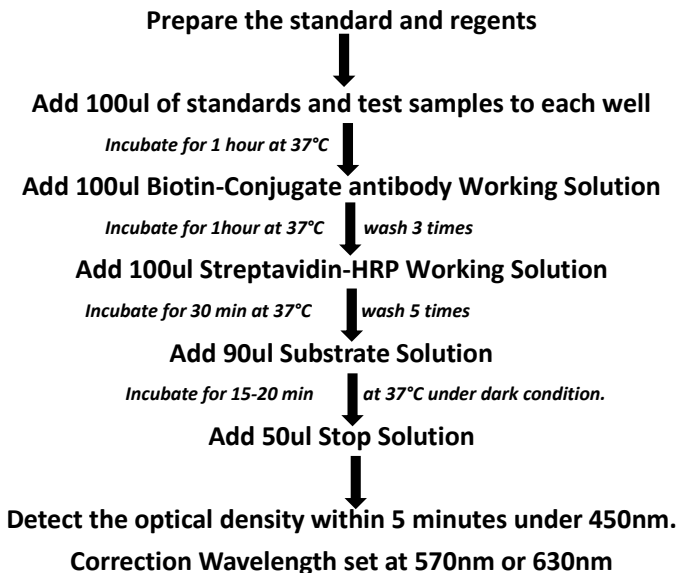 Prepare the standard and regents
Add 100ul of standards and test samples to each well
Incubate for 1 hour at 37°C
Add 100ul Biotin-Conjugate antibody Working Solution
Incubate for 1hour at 37°C wash 3 times
Add 100ul Streptavidin-HRP Working Solution
Incubate for 30 min at 37°C wash 5 times
Add 90ul Substrate Solution
Incubate for 15-20 min at 37°C under dark condition.
Add 50ul Stop Solution
Detect the optical density within 5 minutes under 450nm.
Correction Wavelength set at 570nm or 630nm